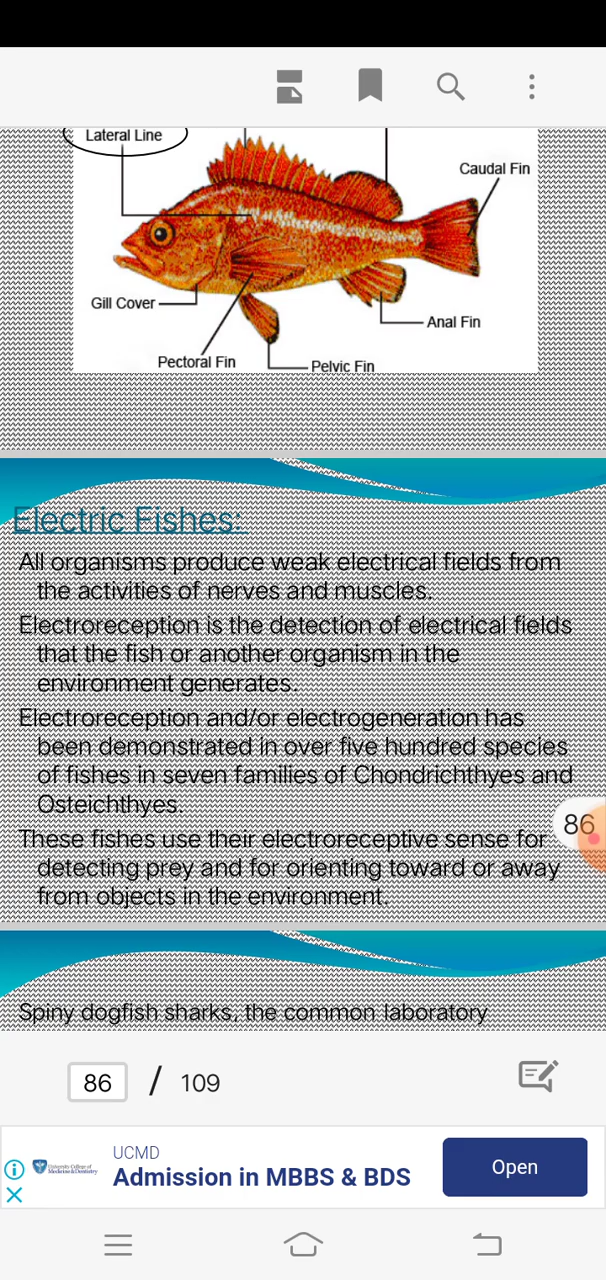 Lateral Line
Caudal Fin
Gill Cover
Anal Fin
Pectoral Fin
Pelvic Fin
Electric Fishes:
All organisms produce weak electrical fields from
the activities of nerves and muscles.
Electroreception is the detection of electrical fields
that the fish or another organism in the
environment generates.
Electroreception and/or electrogeneration has
been demonstrated in over five hundred species
of fishes in seven families of Chondrichthyes and
Osteichthyes.
86
These fishes use their electroreceptive sense for
detecting prey and for orienting toward or away
from objects in the environment.
Spiny dogfish sharks, the common laboratory
86 / 109
UCMD
University College of
Medicine & Dentistry
Admission in MBBS & BDS
Open